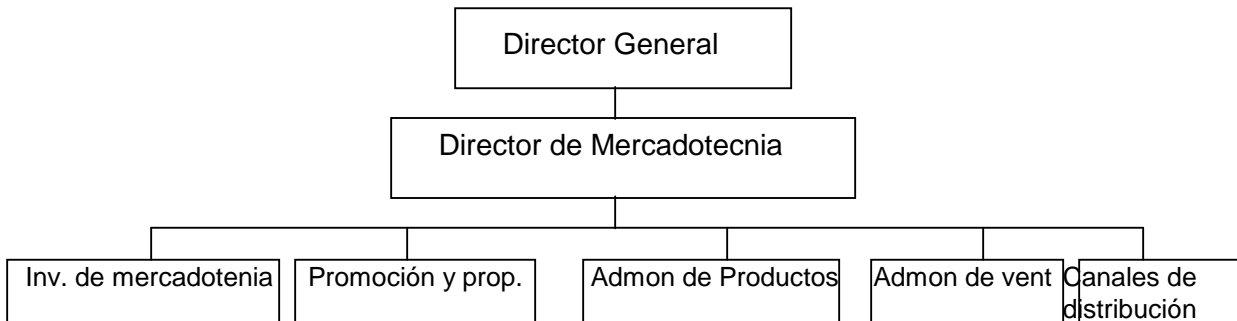 Director General
Director de Mercadotecnia
Inv. de mercadotenia
Promoción y prop.
Admon de Productos
Admon de vent
Canales de
distribución